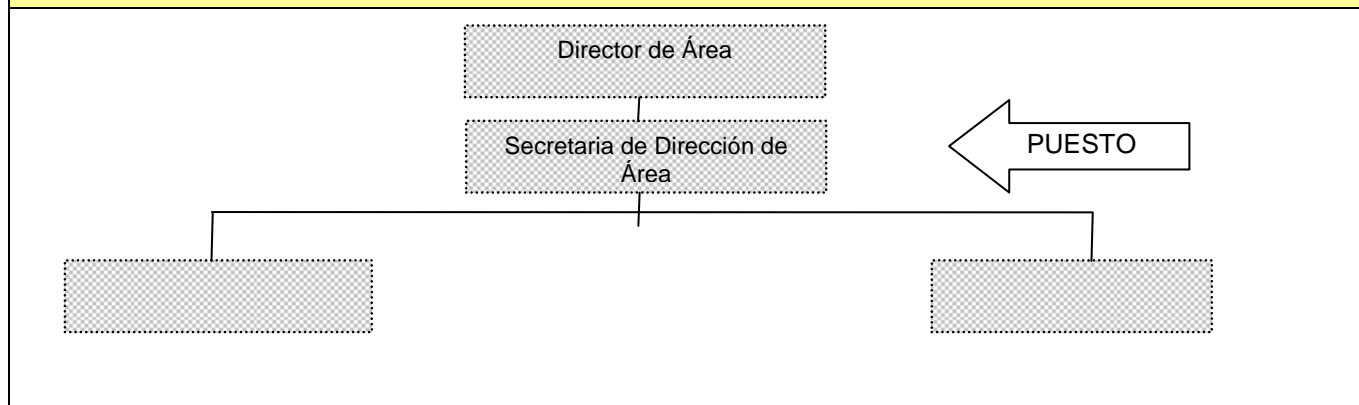 Director de Área
Secretaria de Dirección de
Área
PUESTO